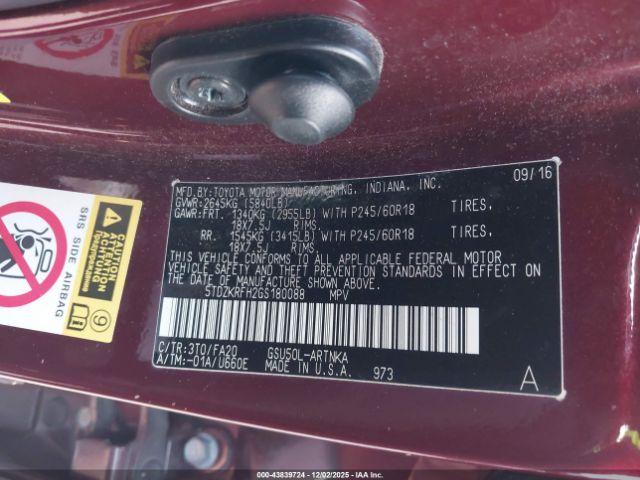 MFD.BY: TOYOTA MOTOR MANUFACTURING, INDIANA, INC. 09/16
GVWR: 2645KG (5840LB)
GAWR: FRT. 1340KG (2955LB) WITH P245/60R18 TIRES,
18X7.5J RIMS.
RR. 1545KG (3415LB) WITH P245/60R18 TIRES,
18X7.5J RIMS
THIS VEHICLE CONFORMS TO ALL APPLICABLE FEDERAL MOTOR
VEHICLE SAFETY AND THEFT PREVENTION STANDARDS IN EFFECT ON
THE DATE OF MANUFACTURE SHOWN ABOVE.
5TDZKRFH2GS180088 MPV
C/TR: 3T0/FA20 GSU50L-ARTNKA
A/TM: -01A/U660E MADE IN U.S.A. 973 A
SRS SIDE AIRBAG
CAUTION
ACHTUNG
9
000-43839724 - 12/02/2025 - IAA Inc.